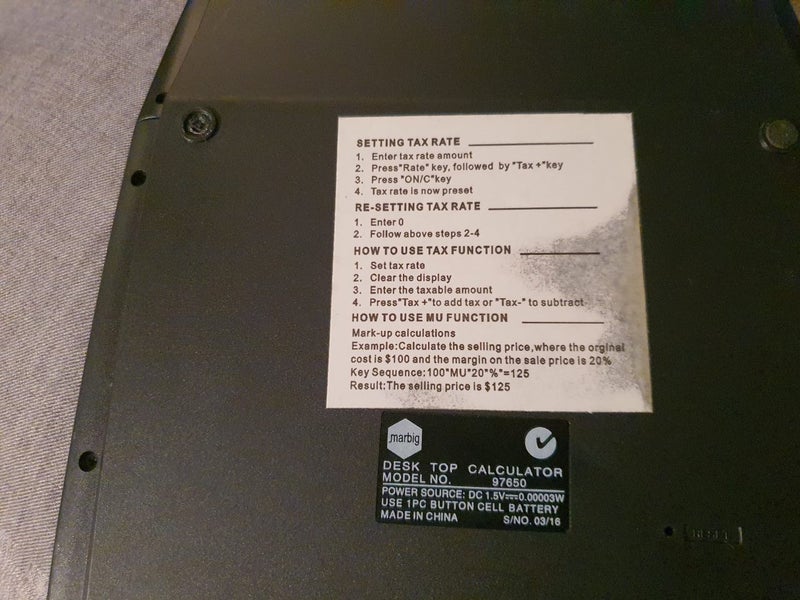 SETTING TAX RATE
1. Enter tax rate amount
2. Press"Rate" key, followed by "Tax +"key
3. Press "ON/C"key
4. Tax rate is now preset
RE-SETTING TAX RATE
1. Enter 0
2. Follow above steps 2-4
HOW TO USE TAX FUNCTION
1. Set tax rate
2. Clear the display
3. Enter the taxable amount
4. Press"Tax +"to add tax or "Tax-" to subtract
HOW TO USE MU FUNCTION
Mark-up calculations
Example:Calculate the selling price,where the orginal
cost is $100 and the margin on the sale price is 20%
Key Sequence:100"MU"20"%"=125
Result:The selling price is $125
marbig
DESK TOP CALCULATOR
MODEL NO. 97650
POWER SOURCE: DC 1.5V⎓0.00003W
USE 1PC BUTTON CELL BATTERY
MADE IN CHINA S/NO. 03/16
RESET